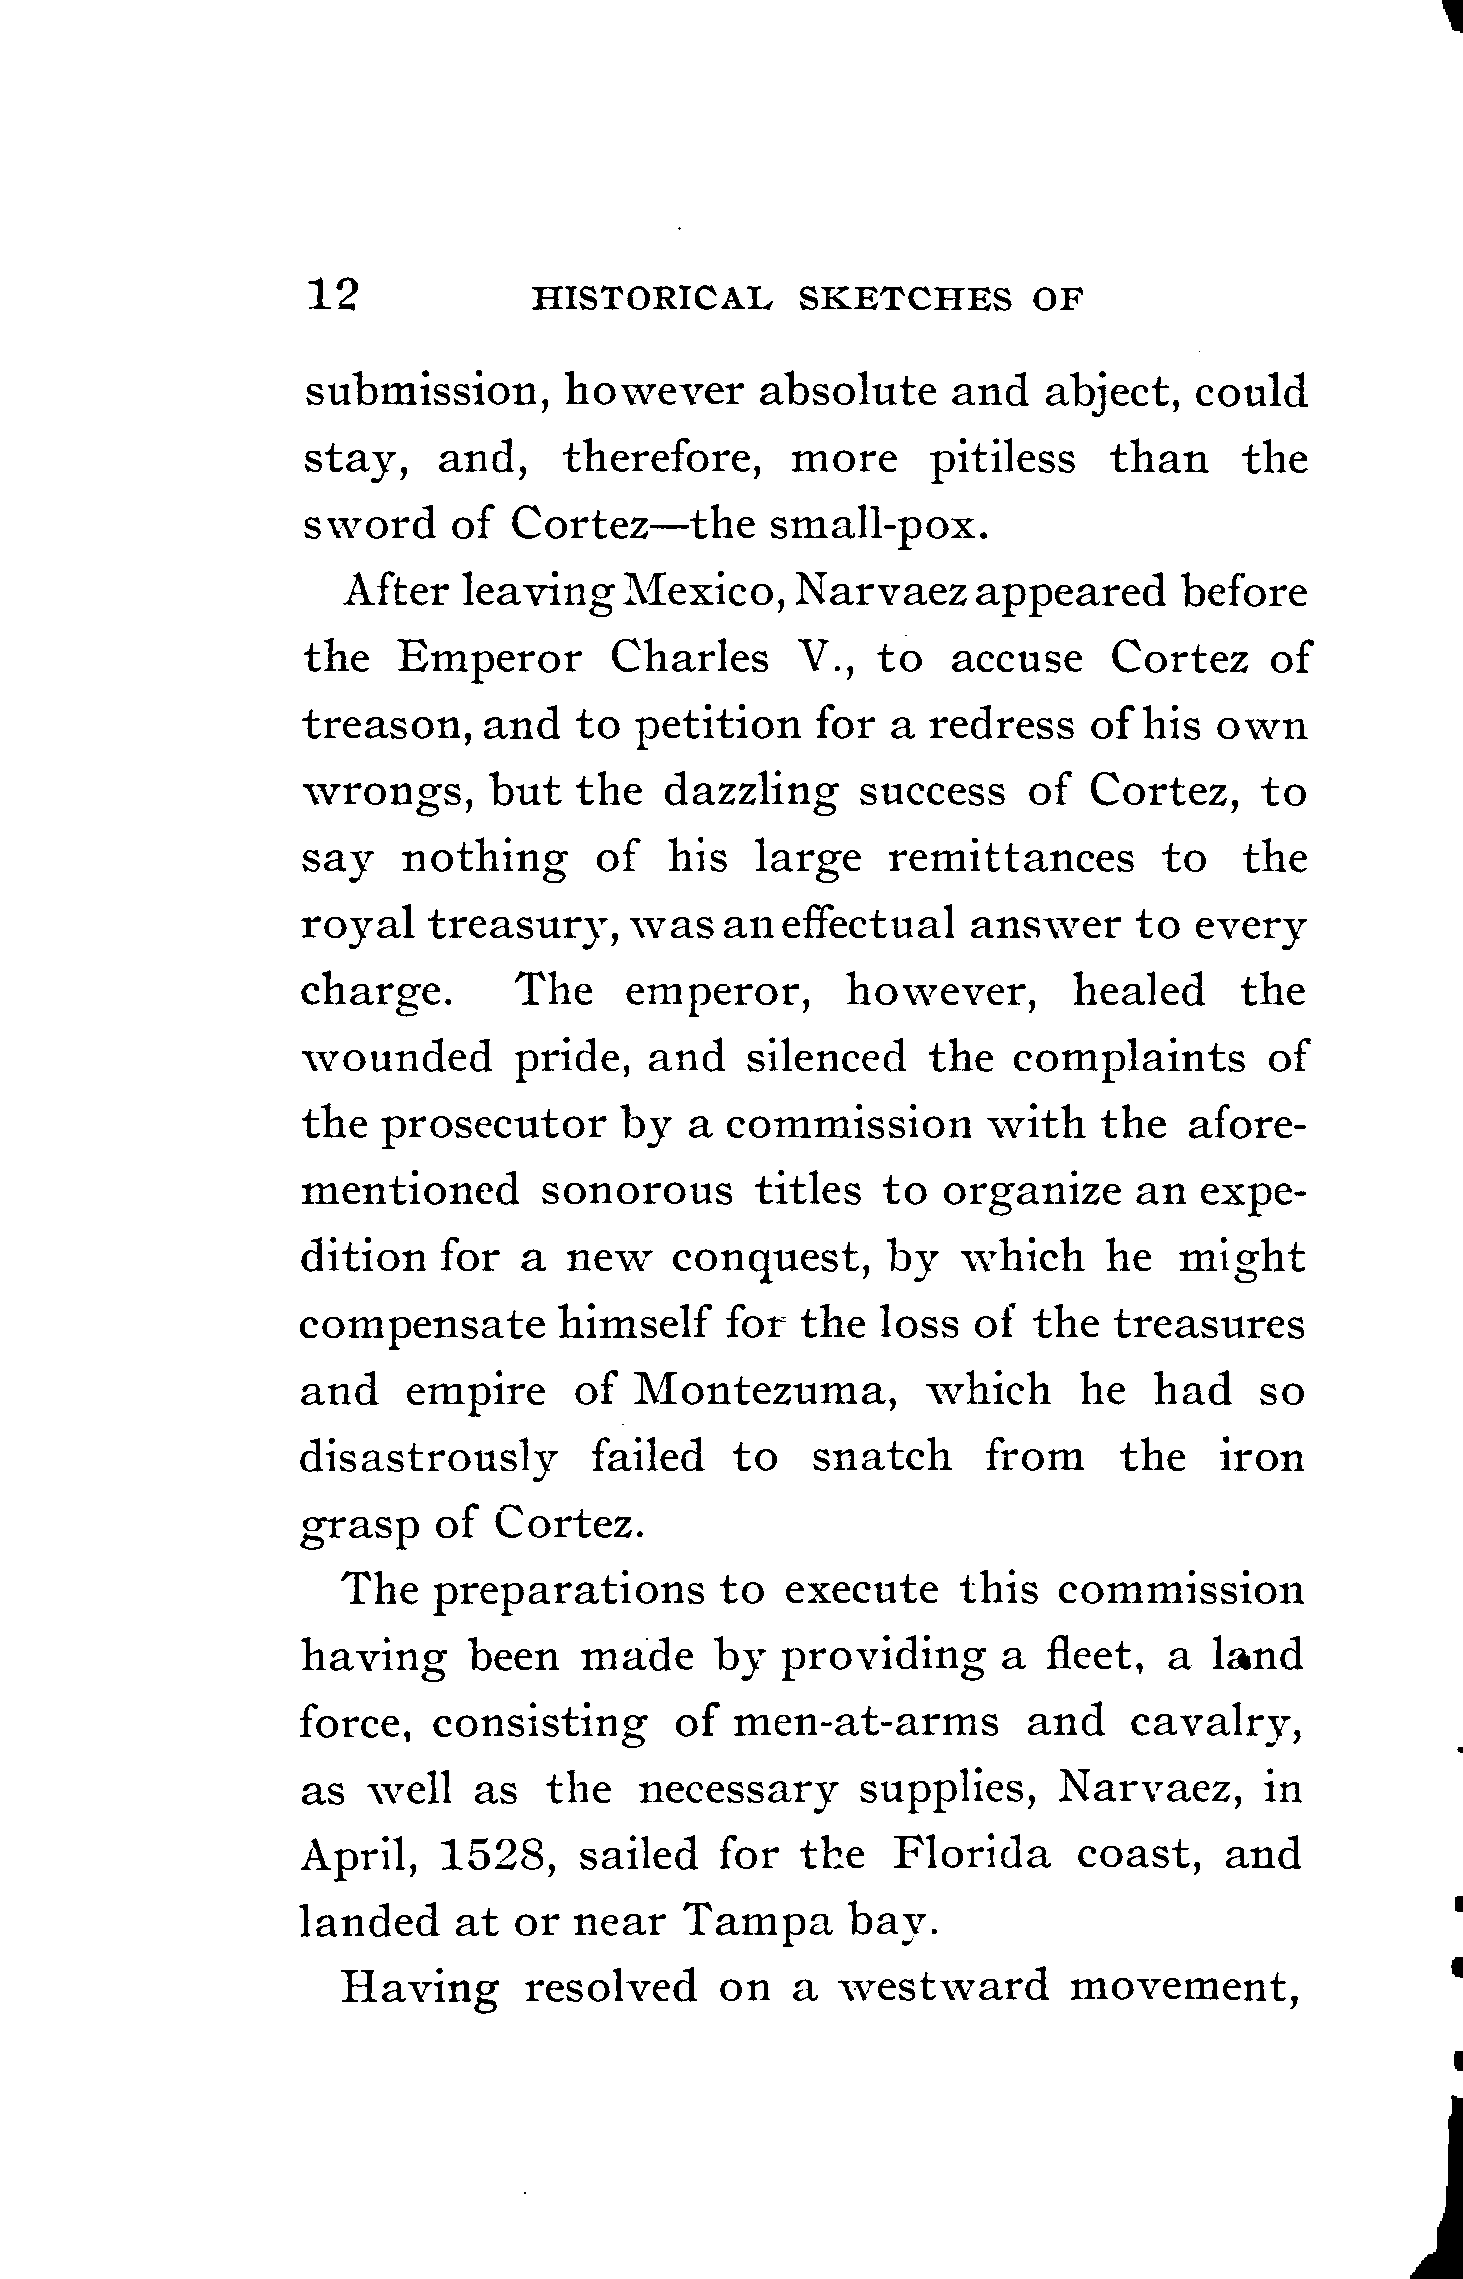 12 HISTORICAL SKETCHES OF
submission, however absolute and abject, could
stay, and, therefore, more pitiless than the
sword of Cortez—the small-pox.
After leaving Mexico, Narvaez appeared before
the Emperor Charles V., to accuse Cortez of
treason, and to petition for a redress of his own
wrongs, but the dazzling success of Cortez, to
say nothing of his large remittances to the
royal treasury, was an effectual answer to every
charge. The emperor, however, healed the
wounded pride, and silenced the complaints of
the prosecutor by a commission with the afore-
mentioned sonorous titles to organize an expe-
dition for a new conquest, by which he might
compensate himself for the loss of the treasures
and empire of Montezuma, which he had so
disastrously failed to snatch from the iron
grasp of Cortez.
The preparations to execute this commission
having been made by providing a fleet, a land
force, consisting of men-at-arms and cavalry,
as well as the necessary supplies, Narvaez, in
April, 1528, sailed for the Florida coast, and
landed at or near Tampa bay.
Having resolved on a westward movement,